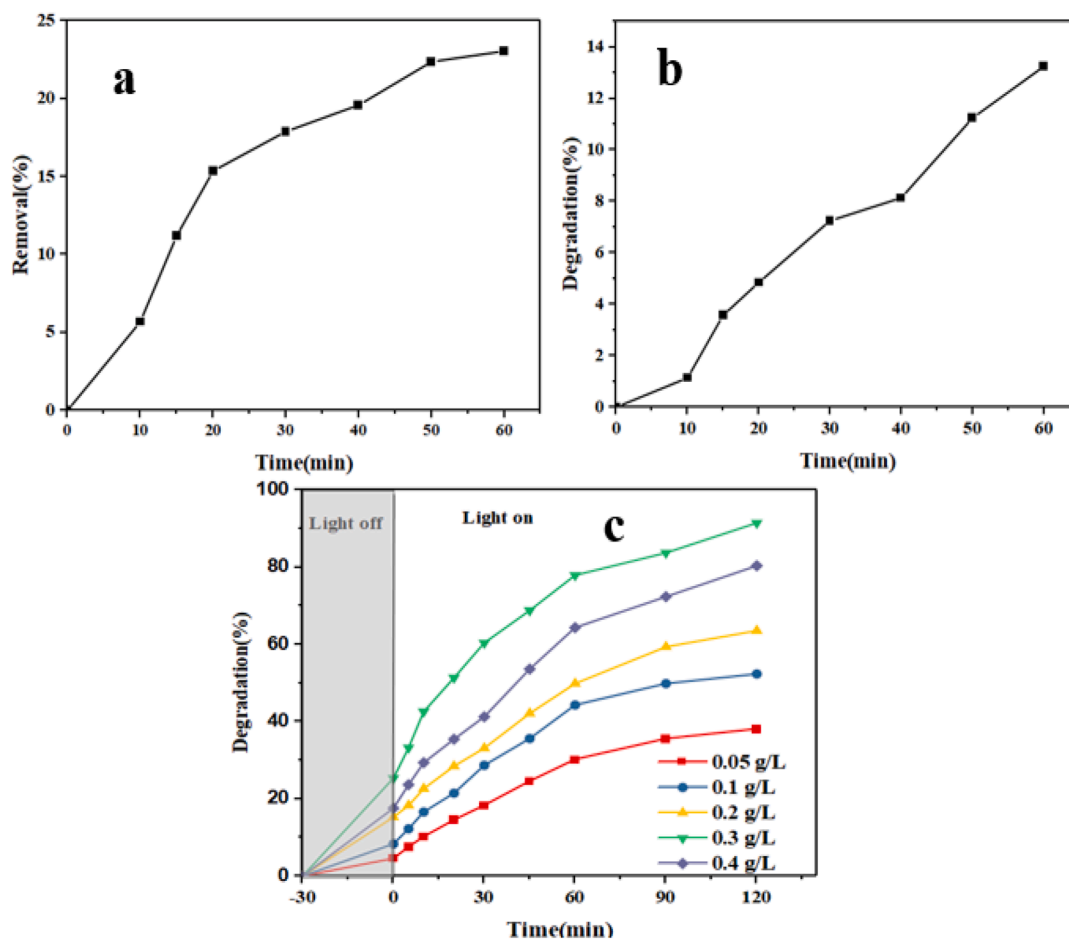 a
Removal(%)
25
20
15
10
5
0
0 10 20 30 40 50 60
Time(min)
b
Degradation(%)
14
12
10
8
6
4
2
0
0 10 20 30 40 50 60
Time(min)
c
Light off
Light on
Degradation(%)
100
80
60
40
20
0
0.05 g/L
0.1 g/L
0.2 g/L
0.3 g/L
0.4 g/L
-30 0 30 60 90 120
Time(min)